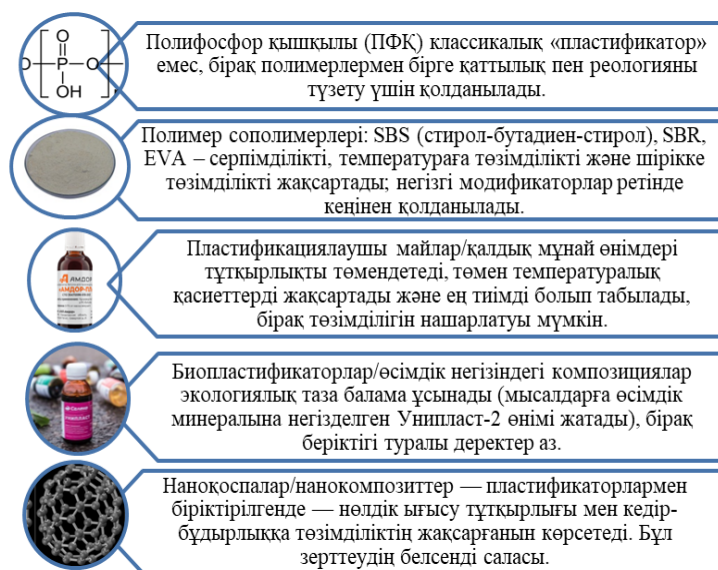 O
P
O
O
OH
Полифосфор қышқылы (ПФҚ) классикалық «пластификатор»
емес, бірақ полимерлермен бірге қаттылық пен реологияны
түзету үшін қолданылады.
Полимер сополимерлері: SBS (стирол-бутадиен-стирол), SBR,
EVA – серпімділікті, температураға төзімділікті және шірікке
төзімділікті жақсартады; негізгі модификаторлар ретінде
кеңінен қолданылады.
АМДОР
Пластификациялаушы майлар/қалдық мұнай өнімдері
тұтқырлықты төмендетеді, төмен температуралық
қасиеттерді жақсартады және ең тиімді болып табылады,
бірақ төзімділігін нашарлатуы мүмкін.
Биопластификаторлар/өсімдік негізіндегі композициялар
экологиялық таза балама ұсынады (мысалдарға өсімдік
минералына негізделген Унипласт-2 өнімі жатады), бірақ
беріктігі туралы деректер аз.
Наноқоспалар/нанокомпозиттер — пластификаторлармен
біріктірілгенде — нөлдік ығысу тұтқырлығы мен кедір-
бұдырлыққа төзімділіктің жақсарғанын көрсетеді. Бұл
зерттеудің белсенді саласы.